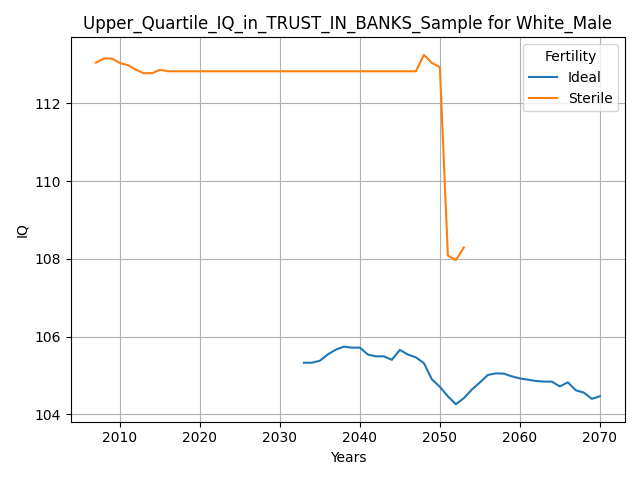 Upper_Quartile_IQ_in_TRUST_IN_BANKS_Sample for White_Male
Fertility
Ideal
Sterile
IQ
112
110
108
106
104
2010 2020 2030 2040 2050 2060 2070
Years